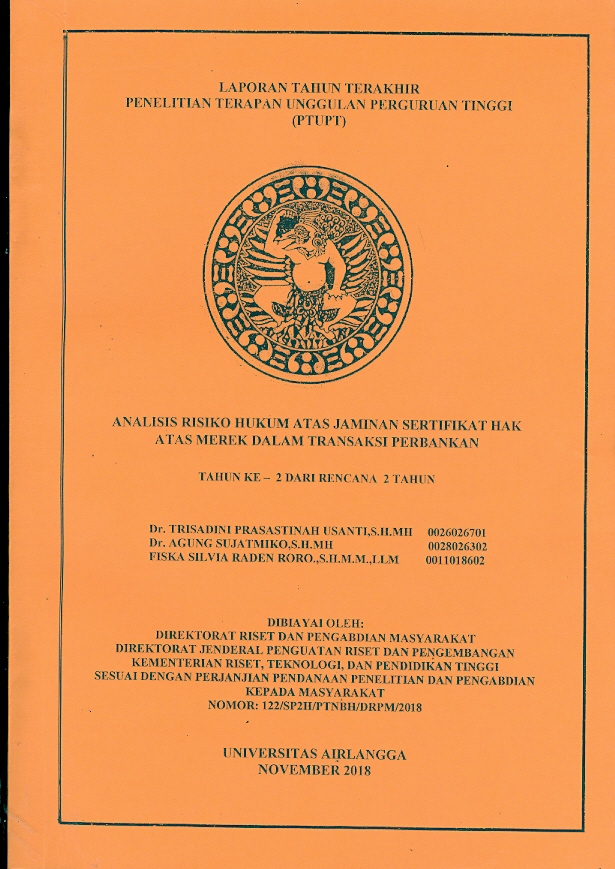 LAPORAN TAHUN TERAKHIR
PENELITIAN TERAPAN UNGGULAN PERGURUAN TINGGI
(PTUPT)
ANALISIS RISIKO HUKUM ATAS JAMINAN SERTIFIKAT HAK
ATAS MEREK DALAM TRANSAKSI PERBANKAN
TAHUN KE – 2 DARI RENCANA 2 TAHUN
Dr. TRISADINI PRASASTINAH USANTI,S.H.MH 0026026701
Dr. AGUNG SUJATMIKO,S.H.MH 0028026302
FISKA SILVIA RADEN RORO.,S.H.M.M.,LLM 0011018602
DIBIAYAI OLEH:
DIREKTORAT RISET DAN PENGABDIAN MASYARAKAT
DIREKTORAT JENDERAL PENGUATAN RISET DAN PENGEMBANGAN
KEMENTERIAN RISET, TEKNOLOGI, DAN PENDIDIKAN TINGGI
SESUAI DENGAN PERJANJIAN PENDANAAN PENELITIAN DAN PENGABDIAN
KEPADA MASYARAKAT
NOMOR: 122/SP2H/PTNBH/DRPM/2018
UNIVERSITAS AIRLANGGA
NOVEMBER 2018